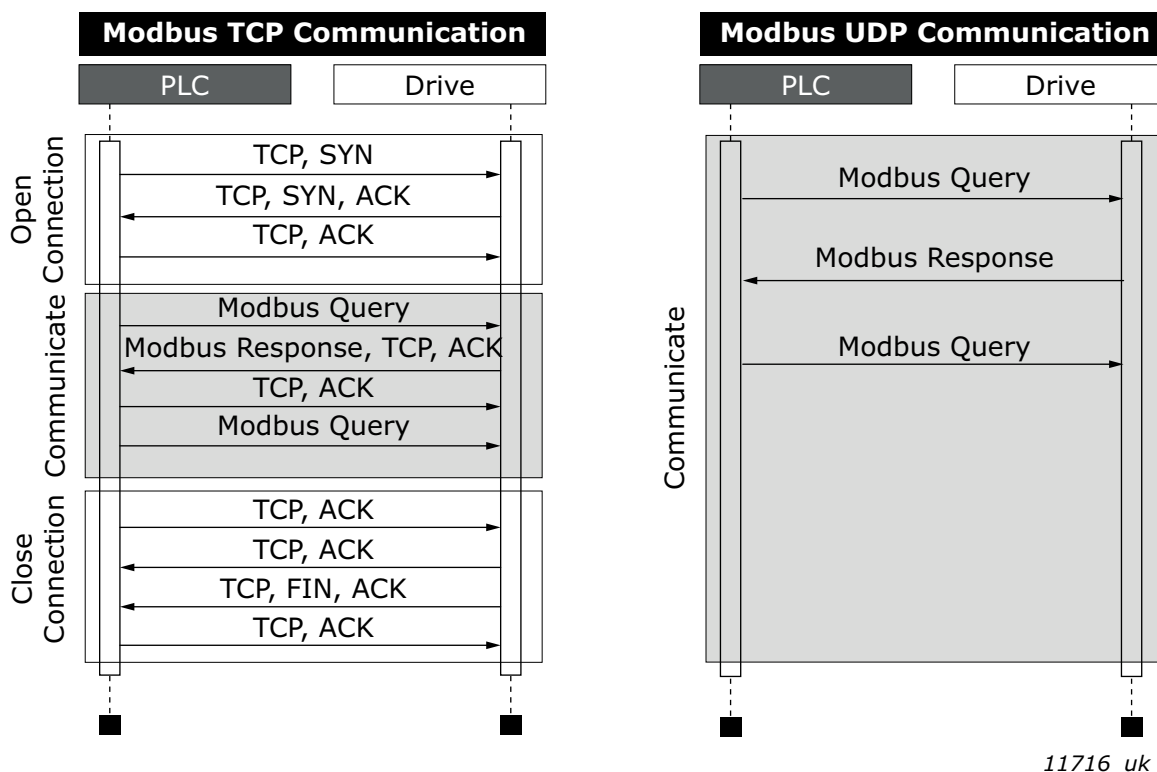 Modbus TCP Communication
PLC
Drive
Open
Connection
TCP, SYN
TCP, SYN, ACK
TCP, ACK
Communicate
Modbus Query
Modbus Response, TCP, ACK
TCP, ACK
Modbus Query
Close
Connection
TCP, ACK
TCP, ACK
TCP, FIN, ACK
TCP, ACK
Modbus UDP Communication
PLC
Drive
Communicate
Modbus Query
Modbus Response
Modbus Query
11716_uk